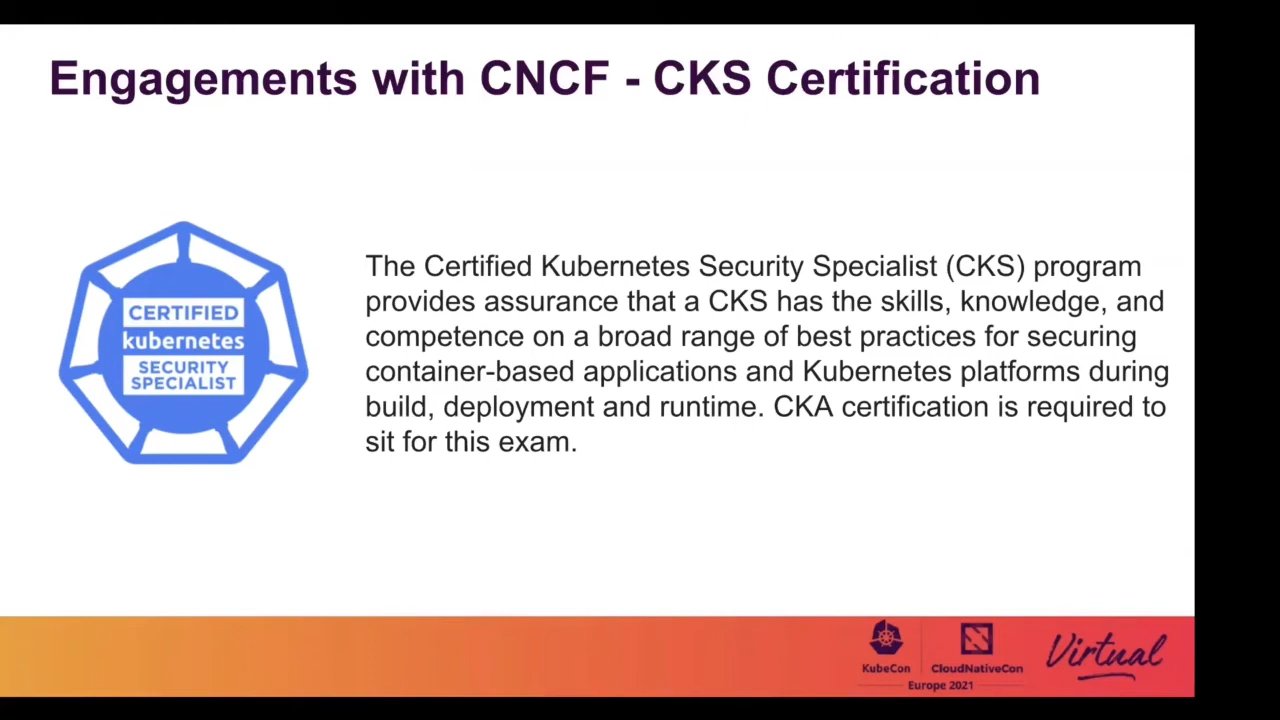 Engagements with CNCF - CKS Certification
CERTIFIED
kubernetes
SECURITY
SPECIALIST
The Certified Kubernetes Security Specialist (CKS) program
provides assurance that a CKS has the skills, knowledge, and
competence on a broad range of best practices for securing
container-based applications and Kubernetes platforms during
build, deployment and runtime. CKA certification is required to
sit for this exam.
KubeCon
CloudNativeCon
Europe 2021
Virtual